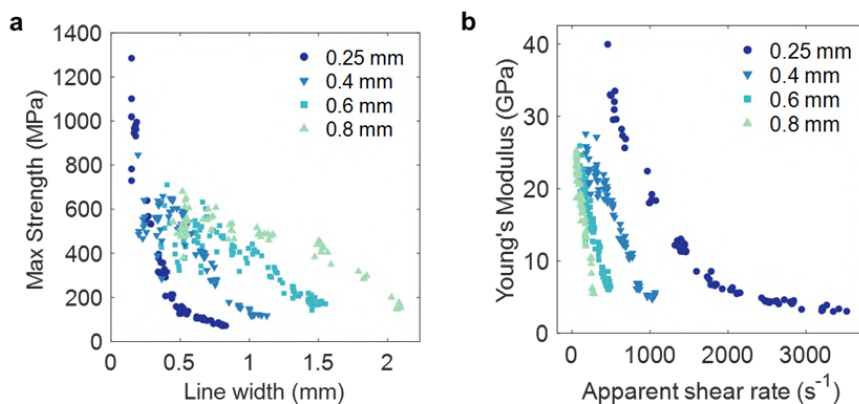 a
1400
1200
1000
800
600
400
200
0
Max Strength (MPa)
0 0.5 1 1.5 2
Line width (mm)
0.25 mm
0.4 mm
0.6 mm
0.8 mm
b
40
30
20
10
0
Young's Modulus (GPa)
0 1000 2000 3000
Apparent shear rate (s⁻¹)
0.25 mm
0.4 mm
0.6 mm
0.8 mm